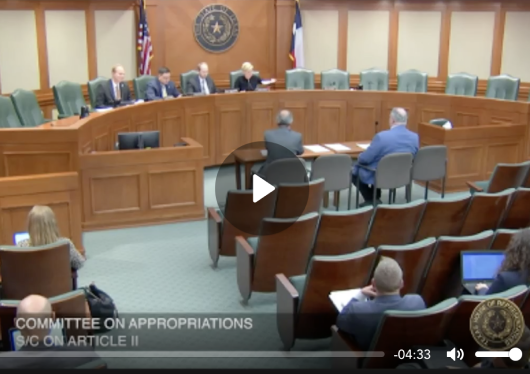 COMMITTEE ON APPROPRIATIONS
S/C ON ARTICLE II
-04:33